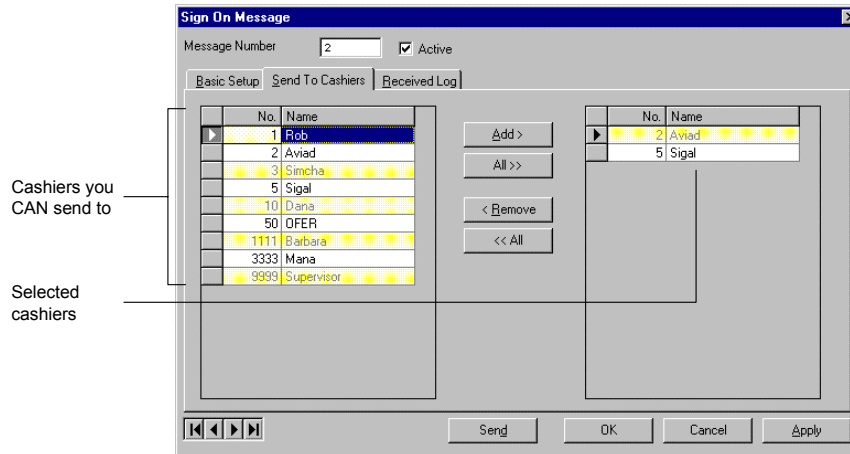 Sign On Message
Message Number 2 Active
Basic Setup Send To Cashiers Received Log
No. Name
1 Rob
2 Aviad
3 Simcha
5 Sigal
10 Dana
50 OFER
1111 Barbara
3333 Mana
9999 Supervisor
Add >
All >>
< Remove
<< All
No. Name
2 Aviad
5 Sigal
Cashiers you
CAN send to
Selected
cashiers
Send OK Cancel Apply